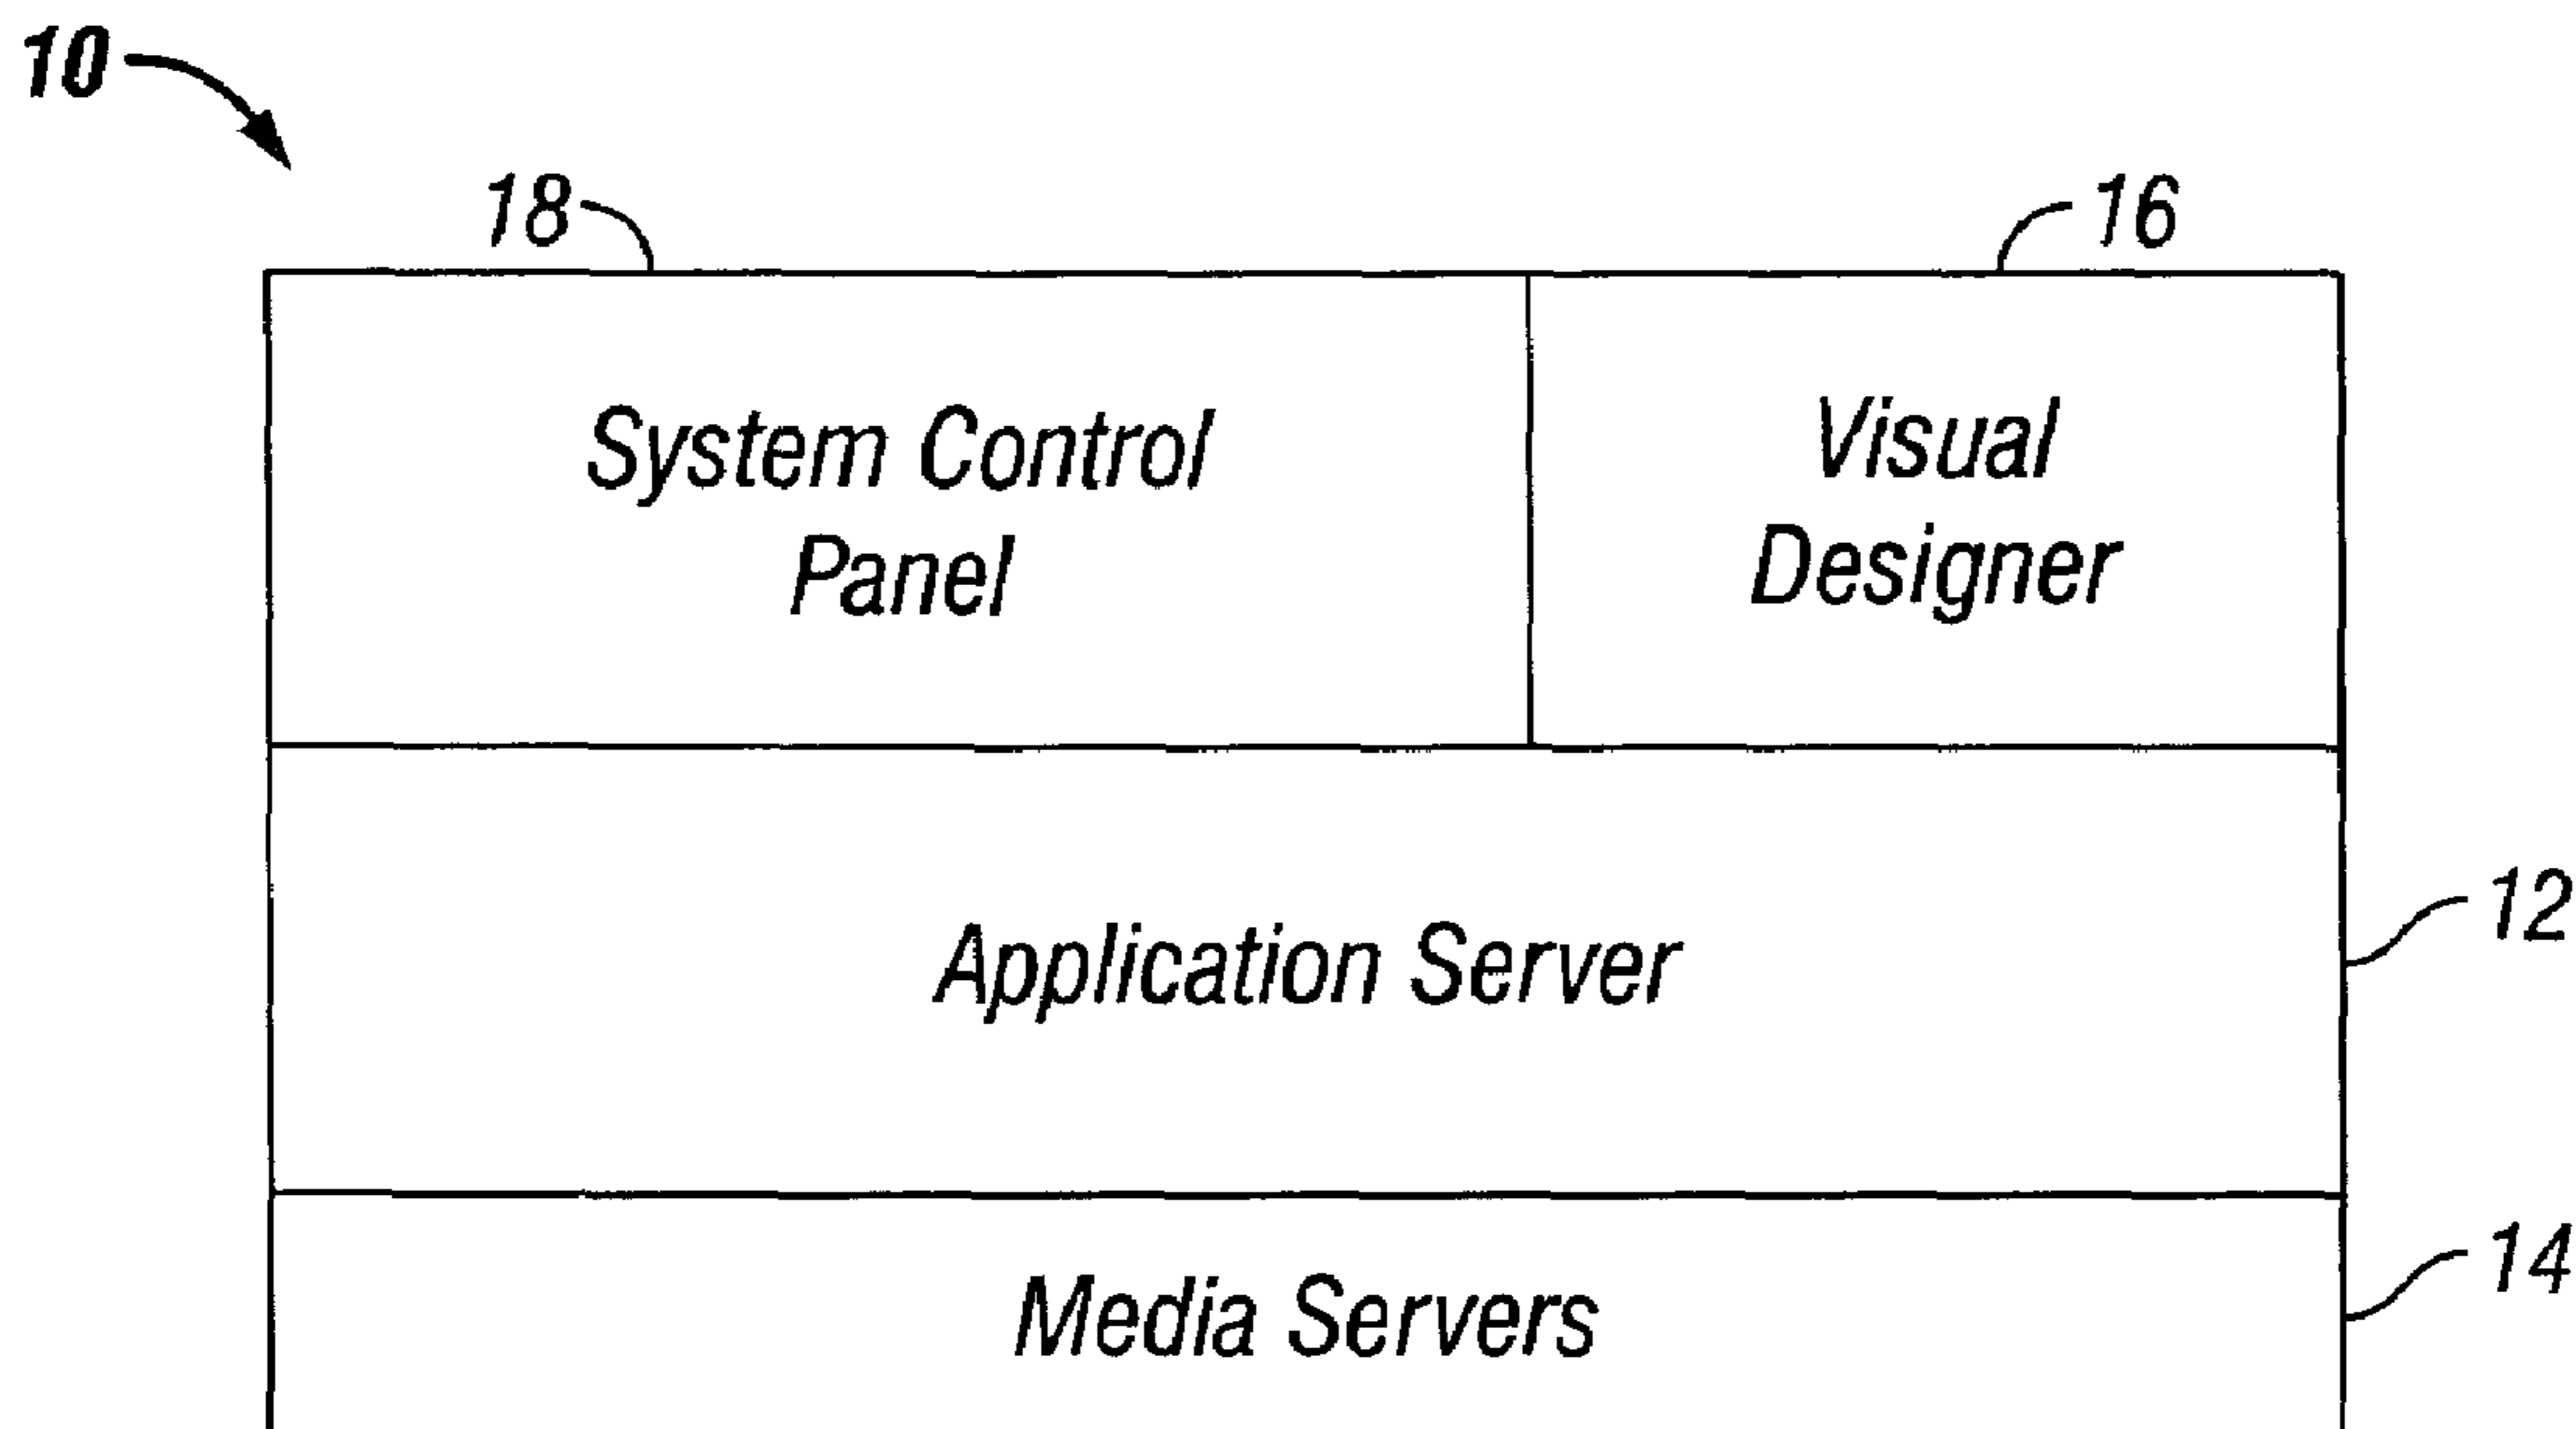 10
18
16
System Control
Panel
Visual
Designer
Application Server
12
Media Servers
14